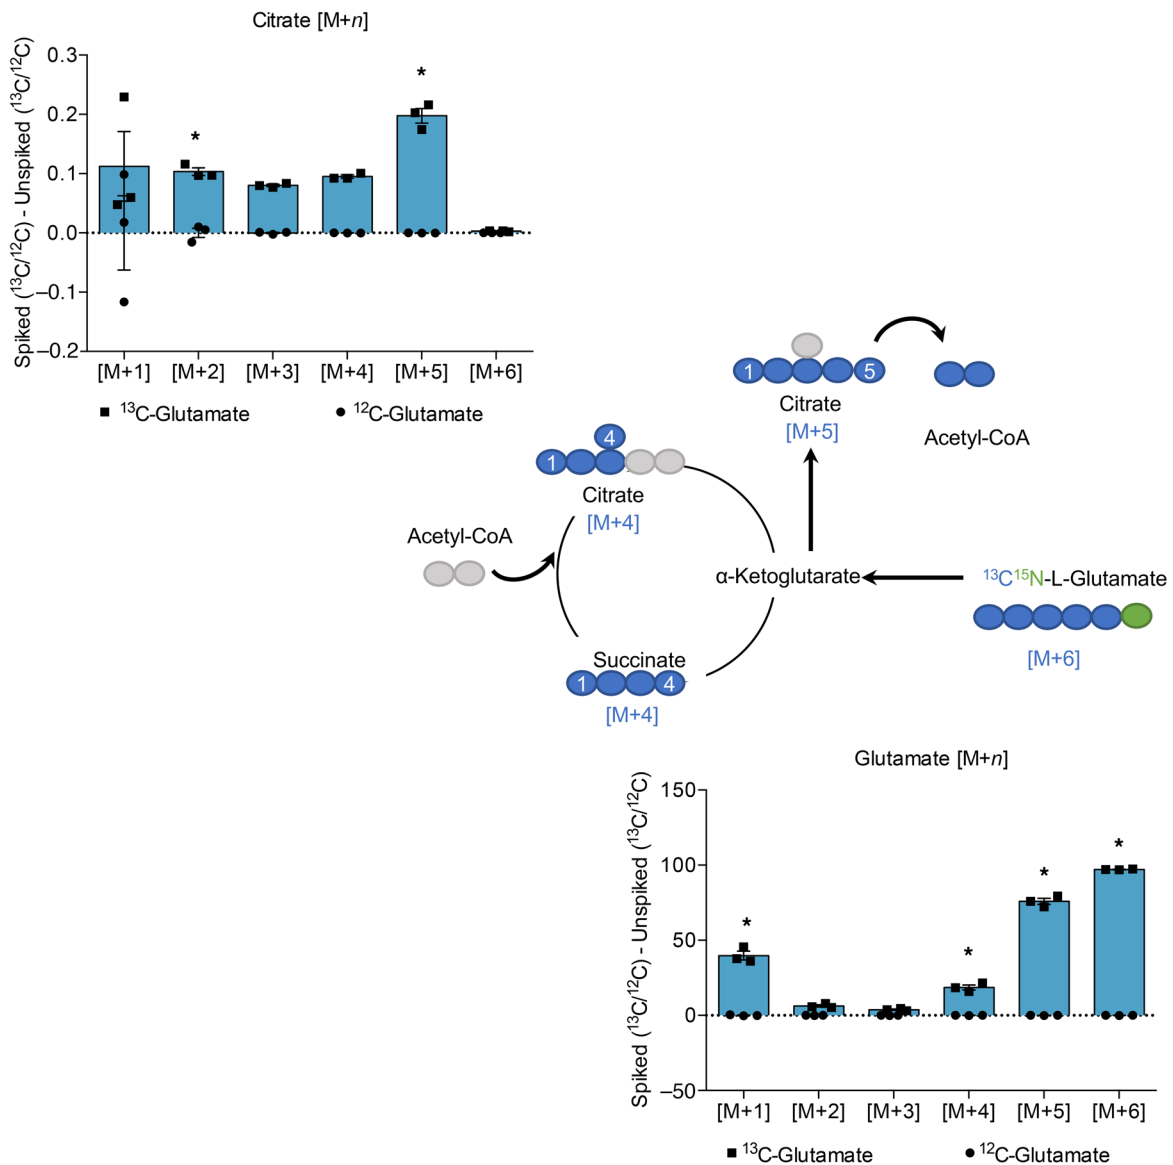 Citrate [M+n]
Spiked (¹³C/¹²C) - Unspiked (¹³C/¹²C)
0.3
0.2
0.1
0.0
–0.1
–0.2
*
*
[M+1] [M+2] [M+3] [M+4] [M+5] [M+6]
¹³C-Glutamate ¹²C-Glutamate
1 5
Citrate
[M+5]
Acetyl-CoA
4
1
Citrate
[M+4]
Acetyl-CoA
α-Ketoglutarate
¹³C¹⁵N-L-Glutamate
[M+6]
Succinate
1 4
[M+4]
Glutamate [M+n]
Spiked (¹³C/¹²C) - Unspiked (¹³C/¹²C)
150
100
50
0
–50
*
*
*
*
[M+1] [M+2] [M+3] [M+4] [M+5] [M+6]
¹³C-Glutamate ¹²C-Glutamate